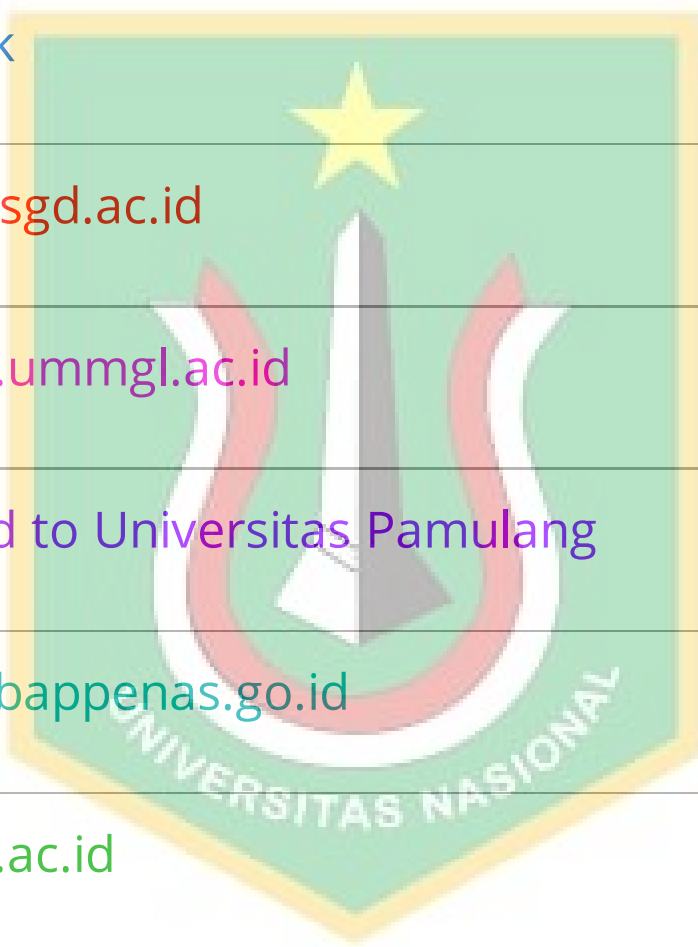 k
sgd.ac.id
.ummgl.ac.id
d to Universitas Pamulang
bappenas.go.id
UNIVERSITAS NASIONAL
.ac.id